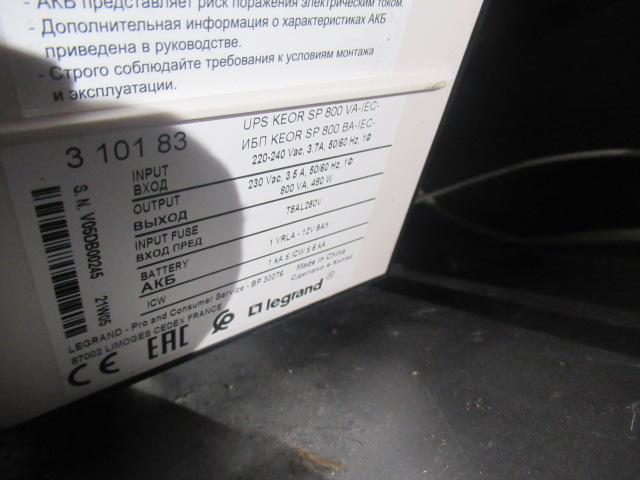 - АКБ представляет риск поражения электрическим током.
- Дополнительная информация о характеристиках АКБ
приведена в руководстве.
- Строго соблюдайте требования к условиям монтажа
и эксплуатации.
3 101 83
UPS KEOR SP 800 VA-IEC-
ИБП KEOR SP 800 ВА-IEC-
INPUT
ВХОД
220-240 Vac, 3.7A, 50/60 Hz, 1Ф
OUTPUT
ВЫХОД
230 Vac, 3.5 A, 50/60 Hz, 1Ф
800 VA, 480 W
INPUT FUSE
ВХОД ПРЕД
T5AL250V
BATTERY
АКБ
1 VRLA - 12V 9Ah
ICW
1 kA ≤ ICW ≤ 6 kA
Made in China
Сделано в Китае
S. N. V05DB00245 21W05
LEGRAND - Pro and Consumer Service - BP 30076
87002 LIMOGES CEDEX FRANCE
CE EAC legrand